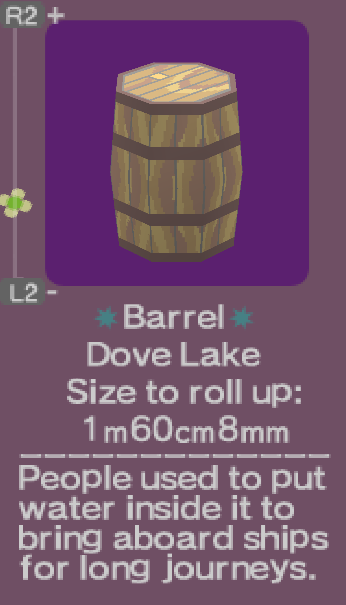 R2 +
L2 -
Barrel
Dove Lake
Size to roll up:
1m60cm8mm
People used to put
water inside it to
bring aboard ships
for long journeys.